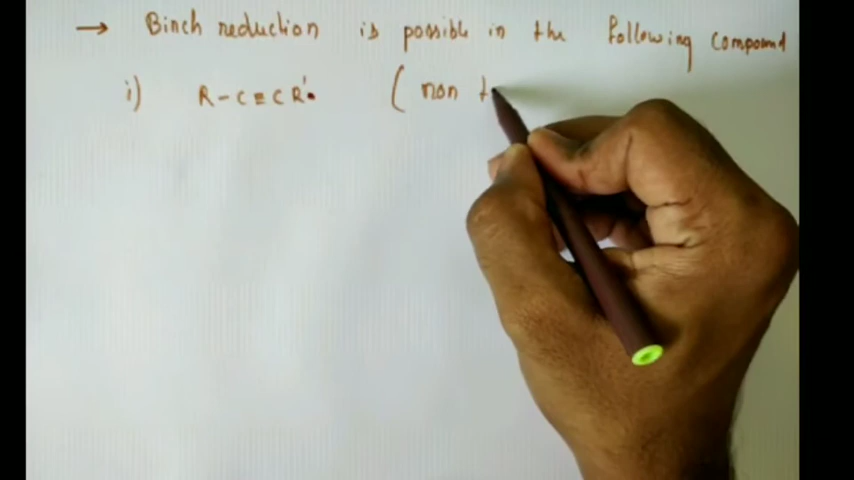 → Birch reduction is possible in the following compound
i) R-C≡CR' (non t